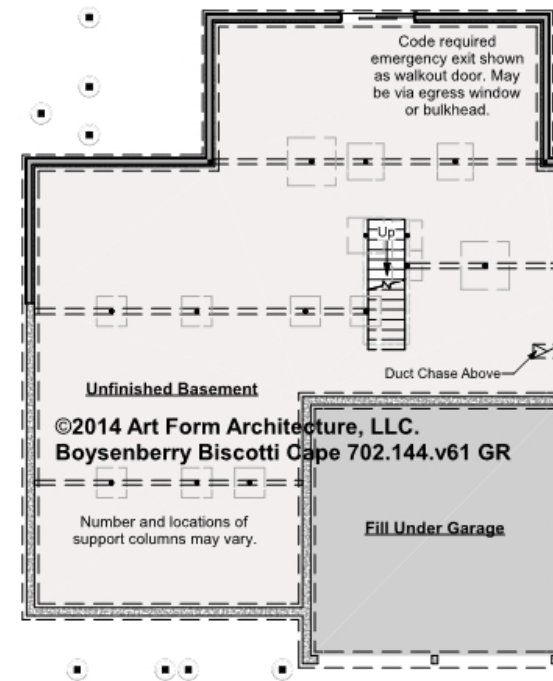 Code required
emergency exit shown
as walkout door. May
be via egress window
or bulkhead.
Up
Duct Chase Above
Unfinished Basement
©2014 Art Form Architecture, LLC.
Boysenberry Biscotti Cape 702.144.v61 GR
Number and locations of
support columns may vary.
Fill Under Garage